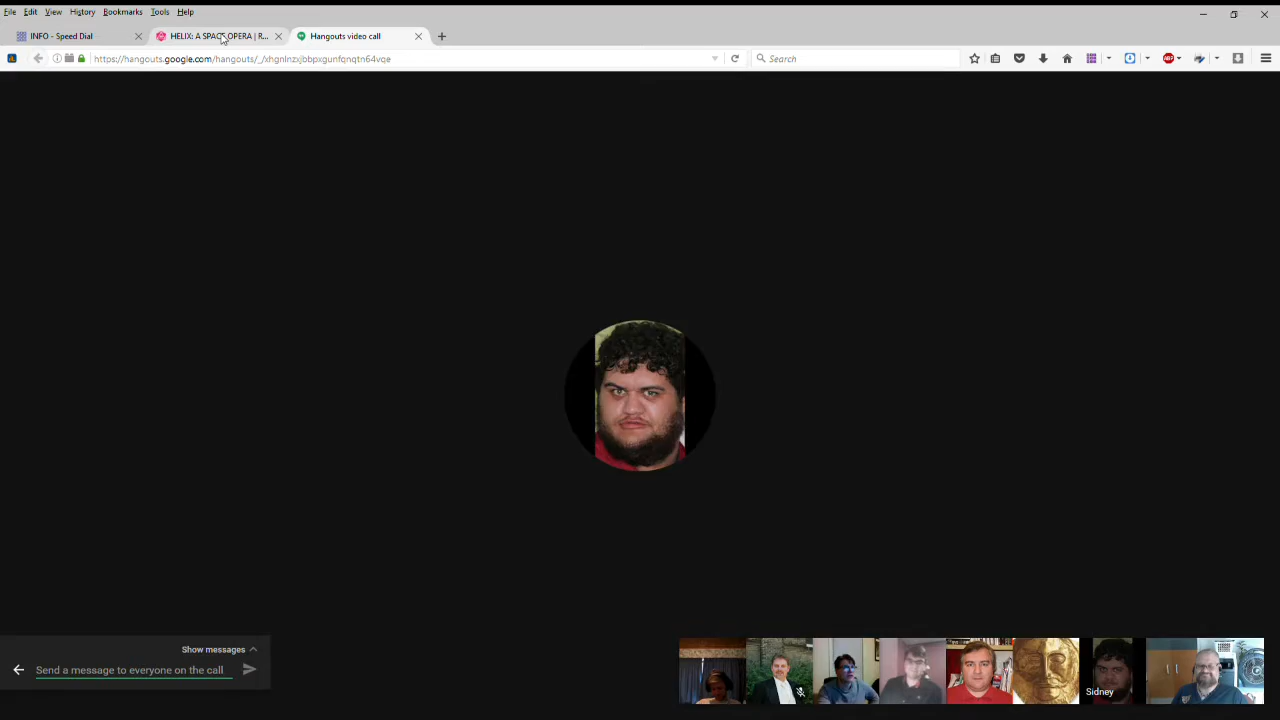 File Edit View History Bookmarks Tools Help
INFO - Speed Dial HELIX: A SPACE OPERA | R... Hangouts video call
https://hangouts.google.com/hangouts/_/xhgnlnzxjbbpxgunfqnqtn64vqe Search ABP
Show messages
Send a message to everyone on the call
Sidney